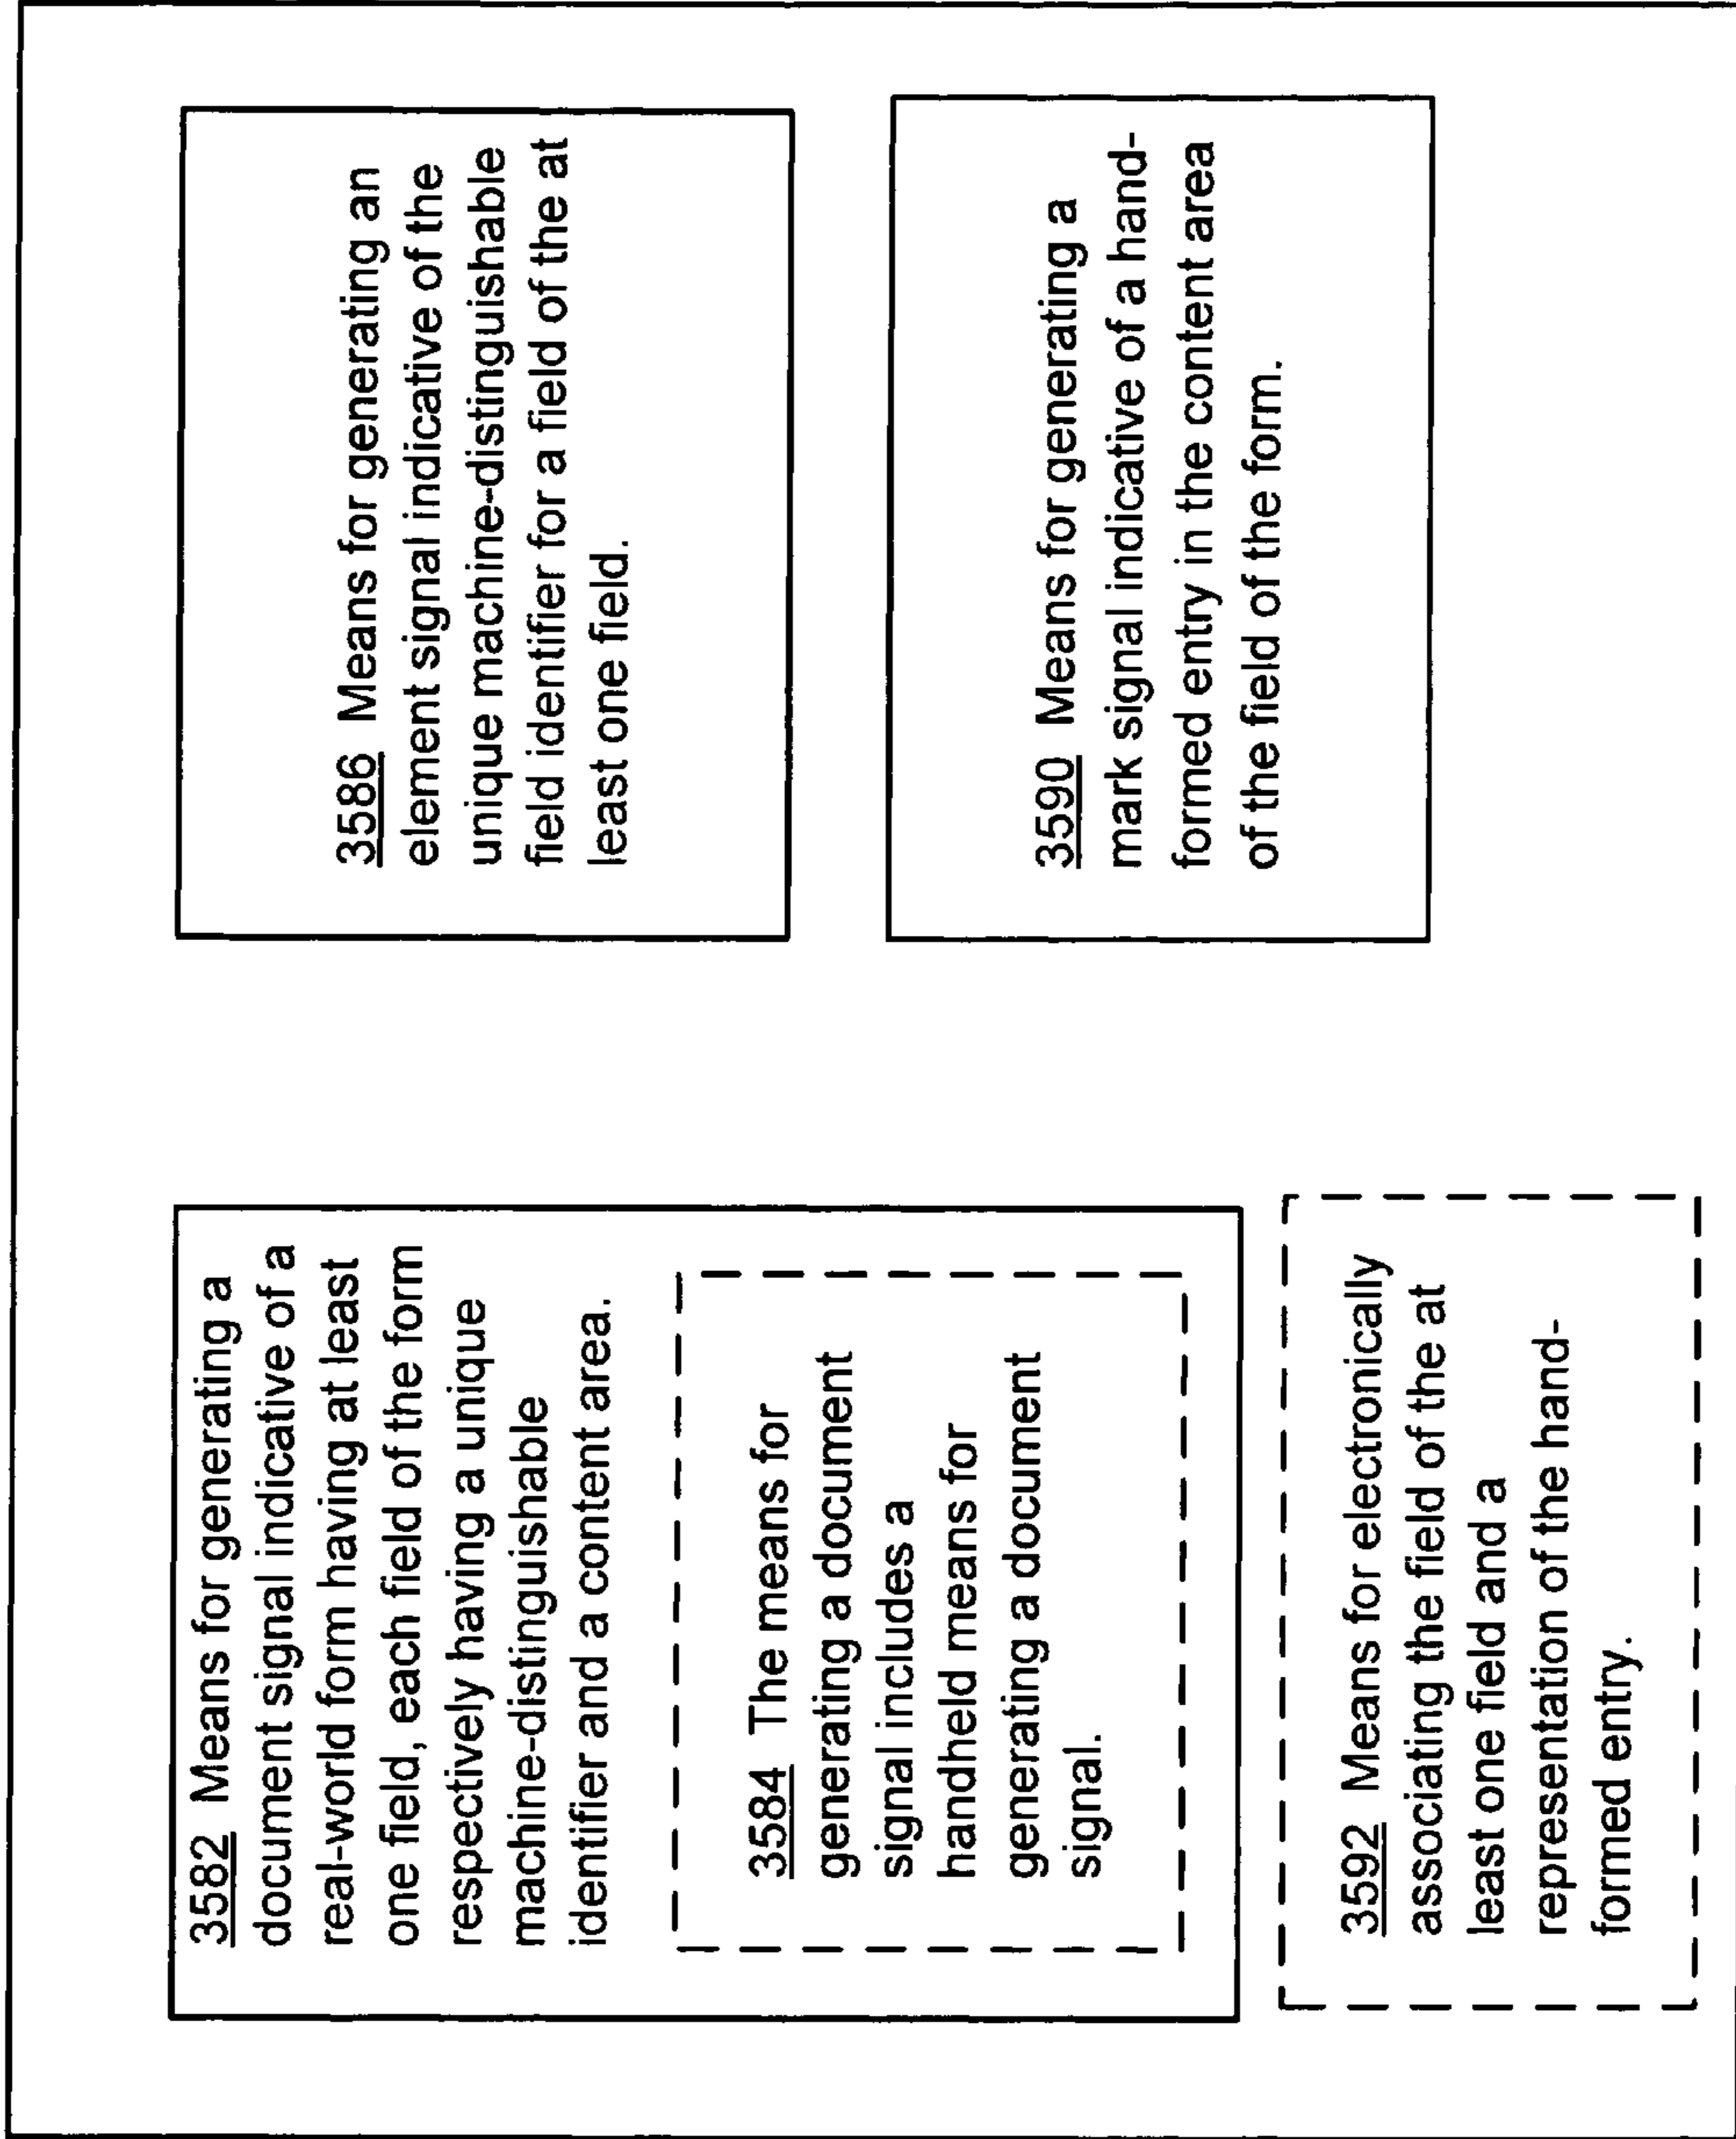 3582 Means for generating a
document signal indicative of a
real-world form having at least
one field, each field of the form
respectively having a unique
machine-distinguishable
identifier and a content area.
3584 The means for
generating a document
signal includes a
handheld means for
generating a document
signal.
3592 Means for electronically
associating the field of the at
least one field and a
representation of the hand-
formed entry.
3586 Means for generating an
element signal indicative of the
unique machine-distinguishable
field identifier for a field of the at
least one field.
3590 Means for generating a
mark signal indicative of a hand-
formed entry in the content area
of the field of the form.